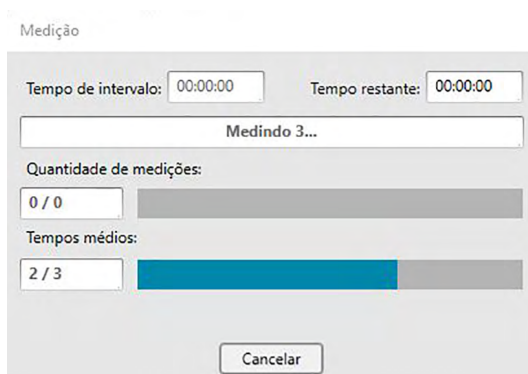 Medição
Tempo de intervalo: 00:00:00 Tempo restante: 00:00:00
Medindo 3...
Quantidade de medições:
0 / 0
Tempos médios:
2 / 3
Cancelar